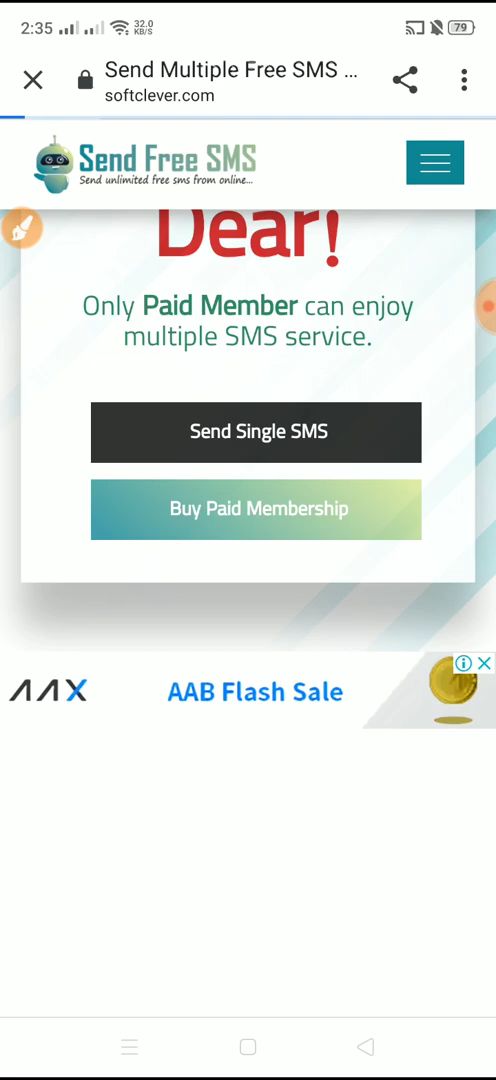 2:35
32.0
KB/S
79
Send Multiple Free SMS ...
softclever.com
Send Free SMS
Send unlimited free sms from online...
Dear!
Only Paid Member can enjoy
multiple SMS service.
Send Single SMS
Buy Paid Membership
AAX
AAB Flash Sale